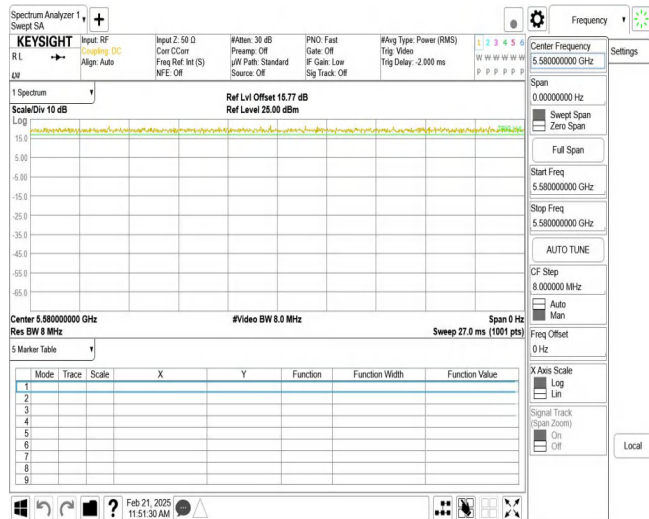 Spectrum Analyzer 1
Swept SA
+
Frequency
KEYSIGHT
RL
Input: RF
Coupling: DC
Align: Auto
Input Z: 50 Ω
Corr CCorr
Freq Ref: Int (S)
NFE: Off
#Atten: 30 dB
Preamp: Off
µW Path: Standard
Source: Off
PNO: Fast
Gate: Off
IF Gain: Low
Sig Track: Off
#Avg Type: Power (RMS)
Trig: Video
Trig Delay: -2.000 ms
1 2 3 4 5 6
W W W W W W
P P P P P P
Center Frequency
5.580000000 GHz
Settings
Span
0.00000000 Hz
Swept Span
Zero Span
Full Span
Start Freq
5.580000000 GHz
Stop Freq
5.580000000 GHz
AUTO TUNE
CF Step
8.000000 MHz
Auto
Man
Freq Offset
0 Hz
X Axis Scale
Log
Lin
Signal Track
(Span Zoom)
On
Off
Local
1 Spectrum
Scale/Div 10 dB
Ref Lvl Offset 15.77 dB
Ref Level 25.00 dBm
Log
15.0
5.00
-5.00
-15.0
-25.0
-35.0
-45.0
-55.0
-65.0
Center 5.580000000 GHz
#Video BW 8.0 MHz
Span 0 Hz
Res BW 8 MHz
Sweep 27.0 ms (1001 pts)
5 Marker Table
Mode Trace Scale X Y Function Function Width Function Value
1
2
3
4
5
6
7
8
9
?
Feb 21, 2025
11:51:30 AM